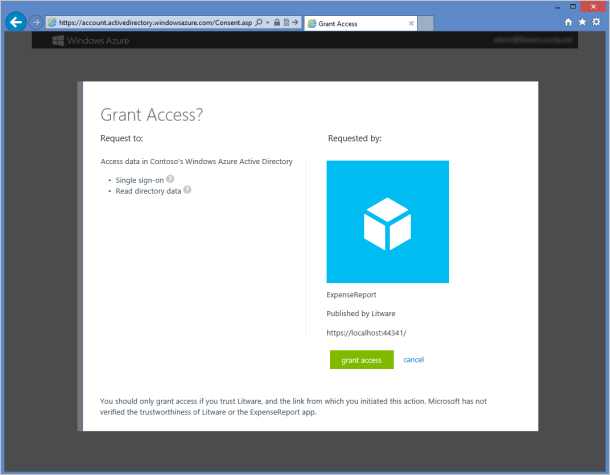 https://account.activedirectory.windowsazure.com/Consent.asp
Grant Access
Windows Azure
Grant Access?
Request to:
Requested by:
Access data in Contoso's Windows Azure Active Directory
• Single sign-on ?
• Read directory data ?
ExpenseReport
Published by Litware
https://localhost:44341/
grant access cancel
You should only grant access if you trust Litware, and the link from which you initiated this action. Microsoft has not
verified the trustworthiness of Litware or the ExpenseReport app.